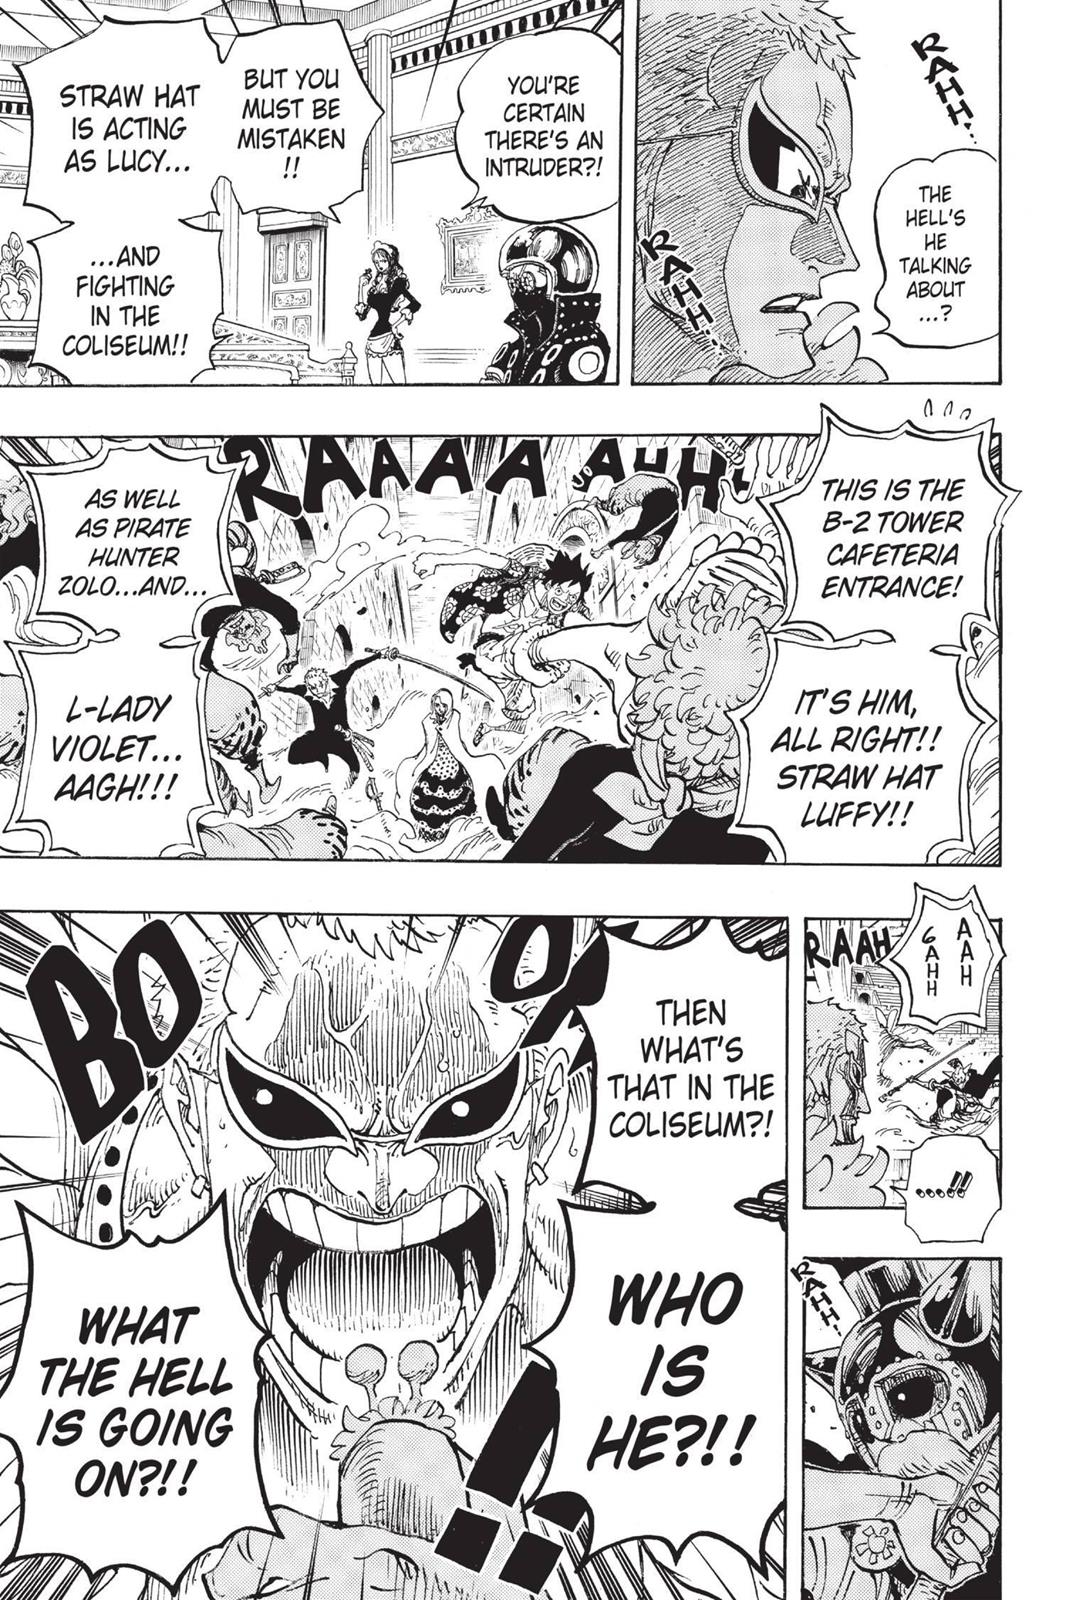 RAHH...
THE
HELL'S
HE
TALKING
ABOUT
...?
RAHH...
YOU'RE
CERTAIN
THERE'S AN
INTRUDER?!
BUT YOU
MUST BE
MISTAKEN
!!
STRAW HAT
IS ACTING
AS LUCY...
...AND
FIGHTING
IN THE
COLISEUM!!
RAAAA AHH
THIS IS THE
B-2 TOWER
CAFETERIA
ENTRANCE!
IT'S HIM,
ALL RIGHT!!
STRAW HAT
LUFFY!!
AS WELL
AS PIRATE
HUNTER
ZOLO...AND...
L-LADY
VIOLET...
AAGH!!!
AAH
GAHH
RAAH
.....!!
RAHH...
THEN
WHAT'S
THAT IN THE
COLISEUM?!
WHO
IS
HE?!!
BOO!!
WHAT
THE HELL
IS GOING
ON?!!